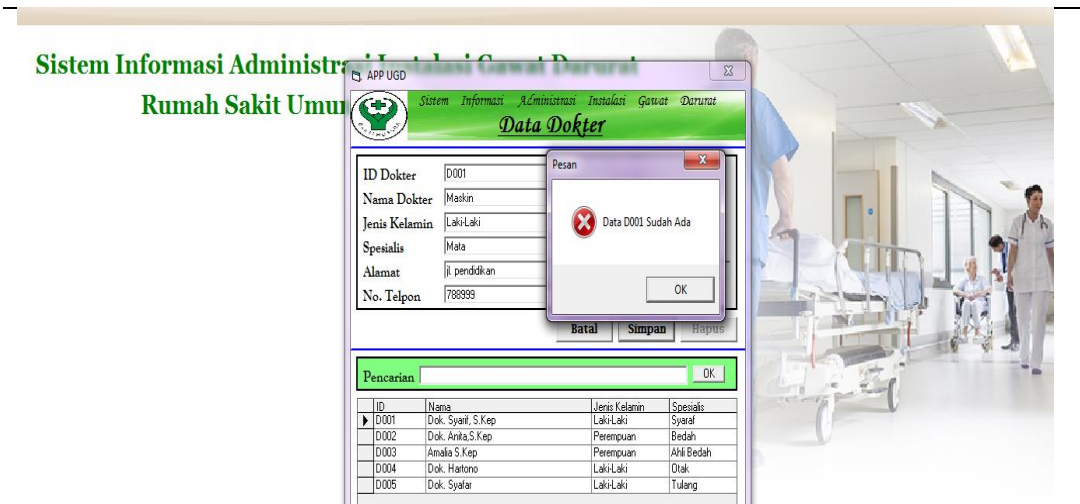 Sistem Informasi Administrasi Instalasi Gawat Darurat
Rumah Sakit Umum
APP UGD
Sistem Informasi Administrasi Instalasi Gawat Darurat
Data Dokter
Pesan
Data D001 Sudah Ada
OK
ID Dokter D001
Nama Dokter Maskin
Jenis Kelamin Laki-Laki
Spesialis Mata
Alamat jl. pendidikan
No. Telpon 788999
Batal Simpan Hapus
Pencarian OK
ID Nama Jenis Kelamin Spesialis
D001 Dok. Syarif, S.Kep Laki-Laki Syaraf
D002 Dok. Anita,S.Kep Perempuan Bedah
D003 Amalia S.Kep Perempuan Ahli Bedah
D004 Dok. Hartono Laki-Laki Otak
D005 Dok. Syafar Laki-Laki Tulang